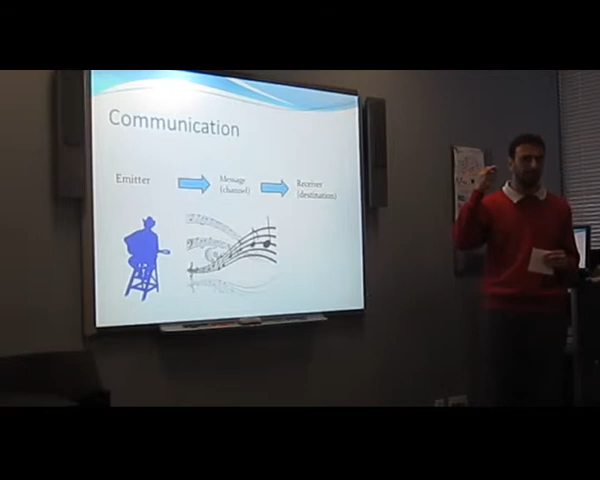 Communication
Emitter
Message
(channel)
Receiver
(destination)